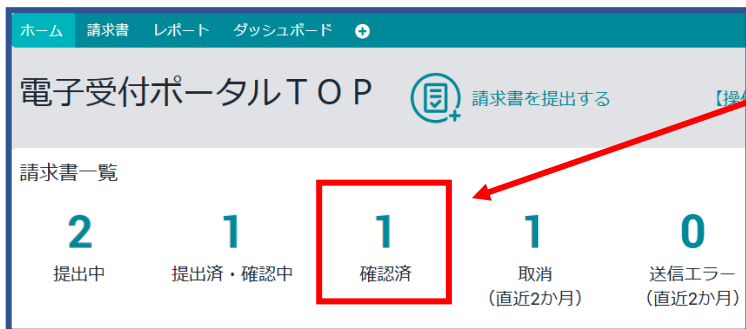 ホーム 請求書 レポート ダッシュボード
電子受付ポータルＴＯＰ 請求書を提出する 【操
請求書一覧
2 1 1 1 0
提出中 提出済・確認中 確認済 取消 送信エラー
（直近2か月） （直近2か月）